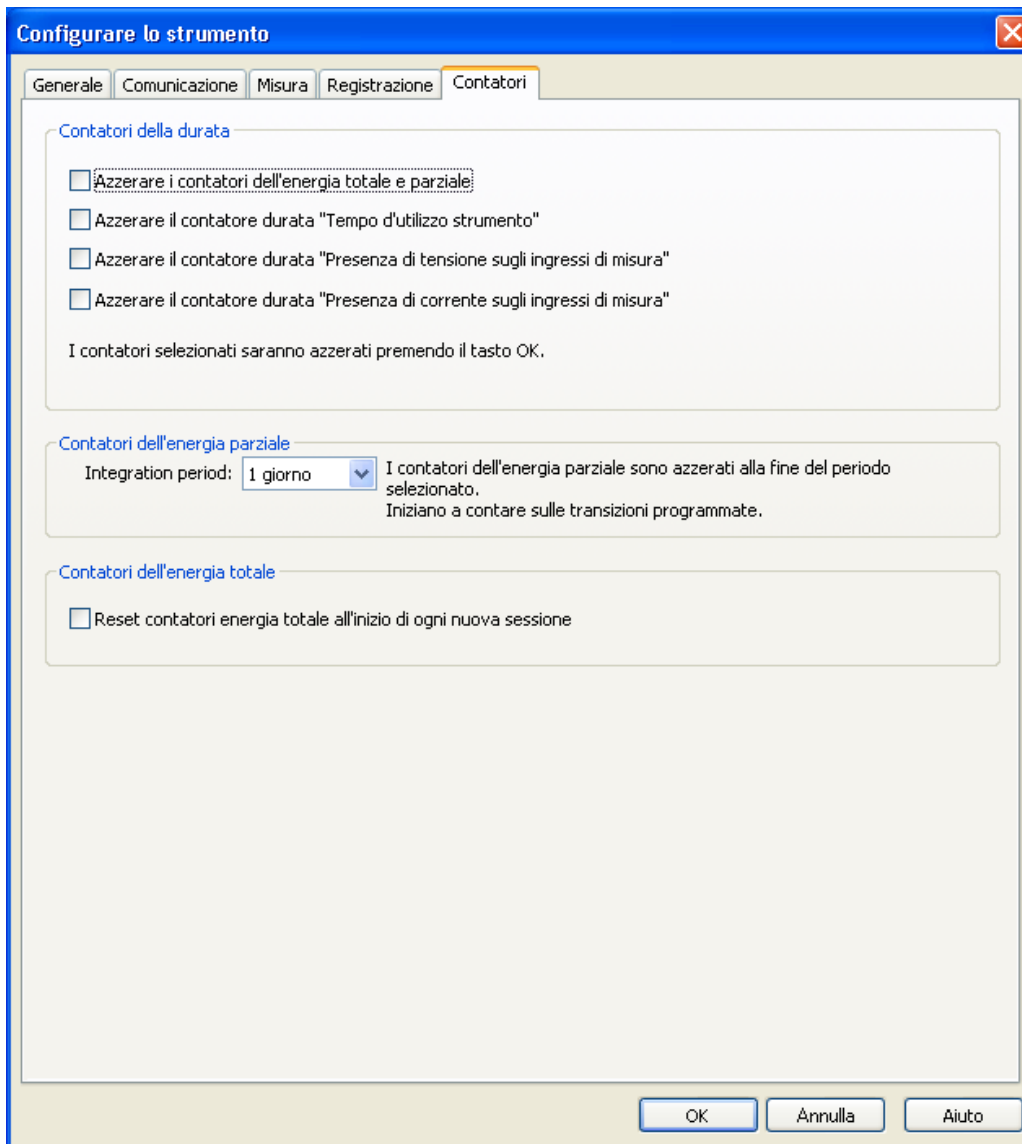 Configurare lo strumento
Generale
Comunicazione
Misura
Registrazione
Contatori
Contatori della durata
Azzerare i contatori dell'energia totale e parziale
Azzerare il contatore durata "Tempo d'utilizzo strumento"
Azzerare il contatore durata "Presenza di tensione sugli ingressi di misura"
Azzerare il contatore durata "Presenza di corrente sugli ingressi di misura"
I contatori selezionati saranno azzerati premendo il tasto OK.
Contatori dell'energia parziale
Integration period:
1 giorno
I contatori dell'energia parziale sono azzerati alla fine del periodo
selezionato.
Iniziano a contare sulle transizioni programmate.
Contatori dell'energia totale
Reset contatori energia totale all'inizio di ogni nuova sessione
OK
Annulla
Aiuto